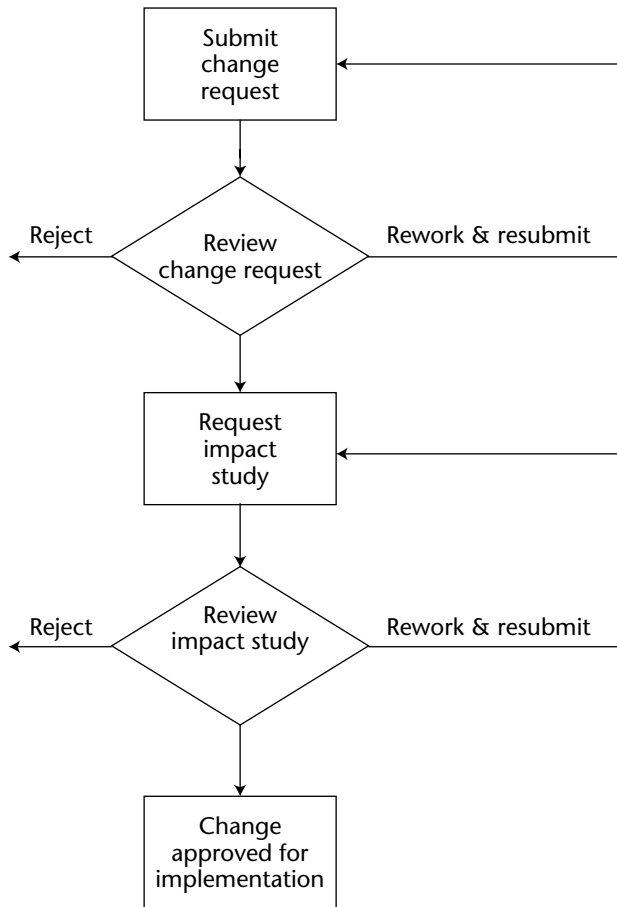 Submit
change
request
Reject
Review
change request
Rework & resubmit
Request
impact
study
Reject
Review
impact study
Rework & resubmit
Change
approved for
implementation